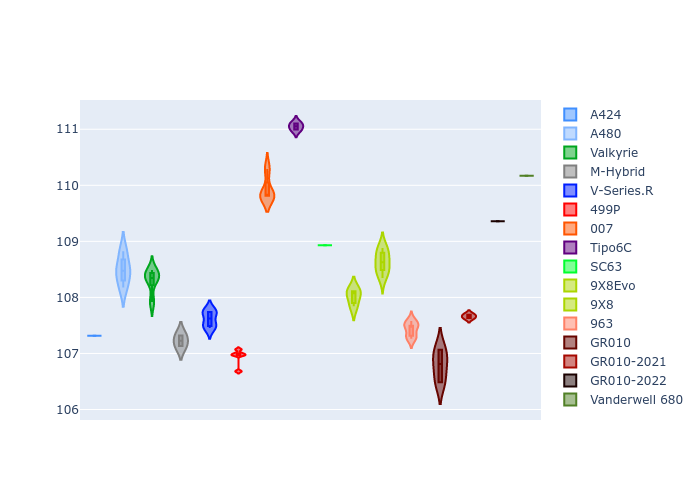 111
110
109
108
107
106
A424
A480
Valkyrie
M-Hybrid
V-Series.R
499P
007
Tipo6C
SC63
9X8Evo
9X8
963
GR010
GR010-2021
GR010-2022
Vanderwell 680